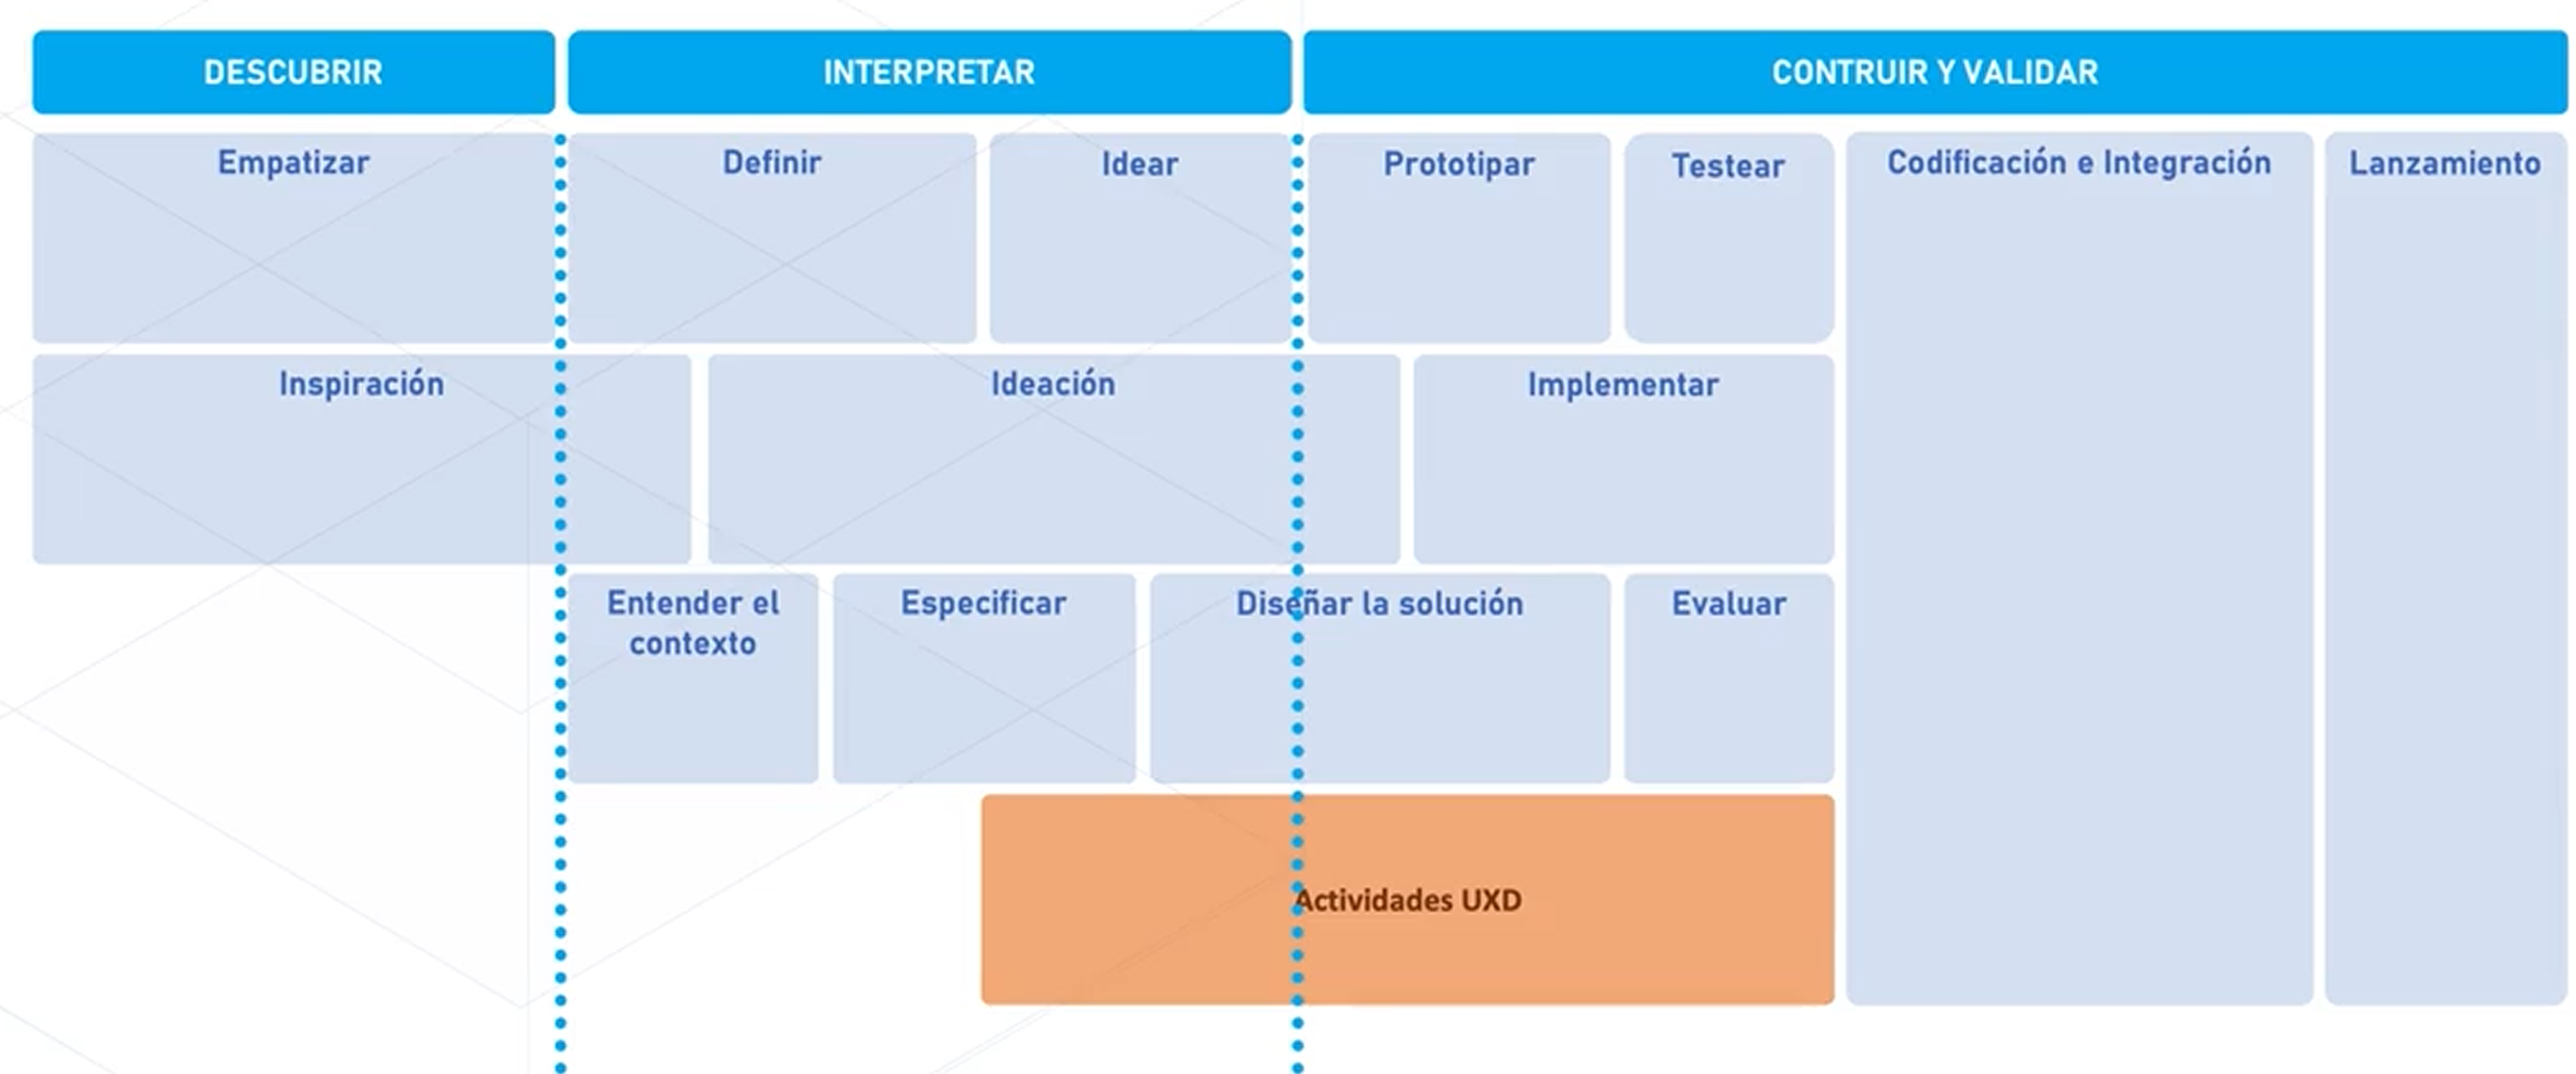 DESCUBRIR
INTERPRETAR
CONTRUIR Y VALIDAR
Empatizar
Definir
Idear
Prototipar
Testear
Codificación e Integración
Lanzamiento
Inspiración
Ideación
Implementar
Entender el
contexto
Especificar
Diseñar la solución
Evaluar
Actividades UXD